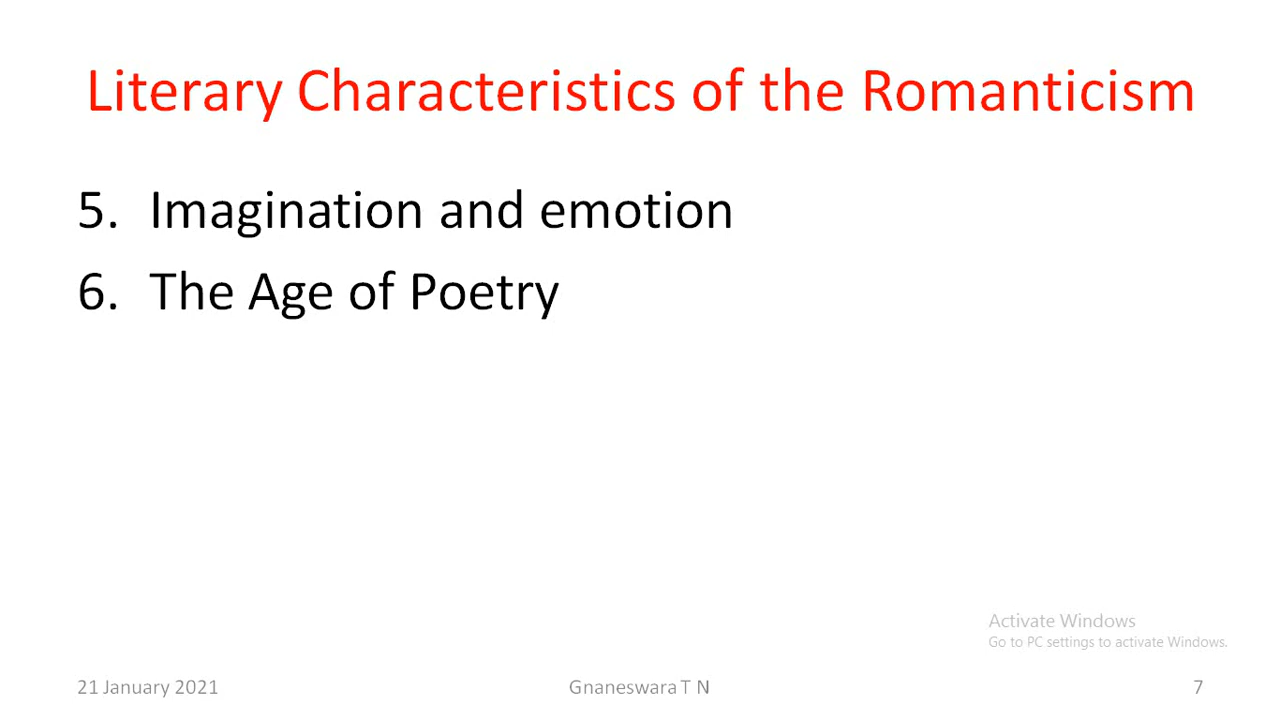 Literary Characteristics of the Romanticism
5. Imagination and emotion
6. The Age of Poetry
Activate Windows
Go to PC settings to activate Windows.
21 January 2021 Gnaneswara T N 7